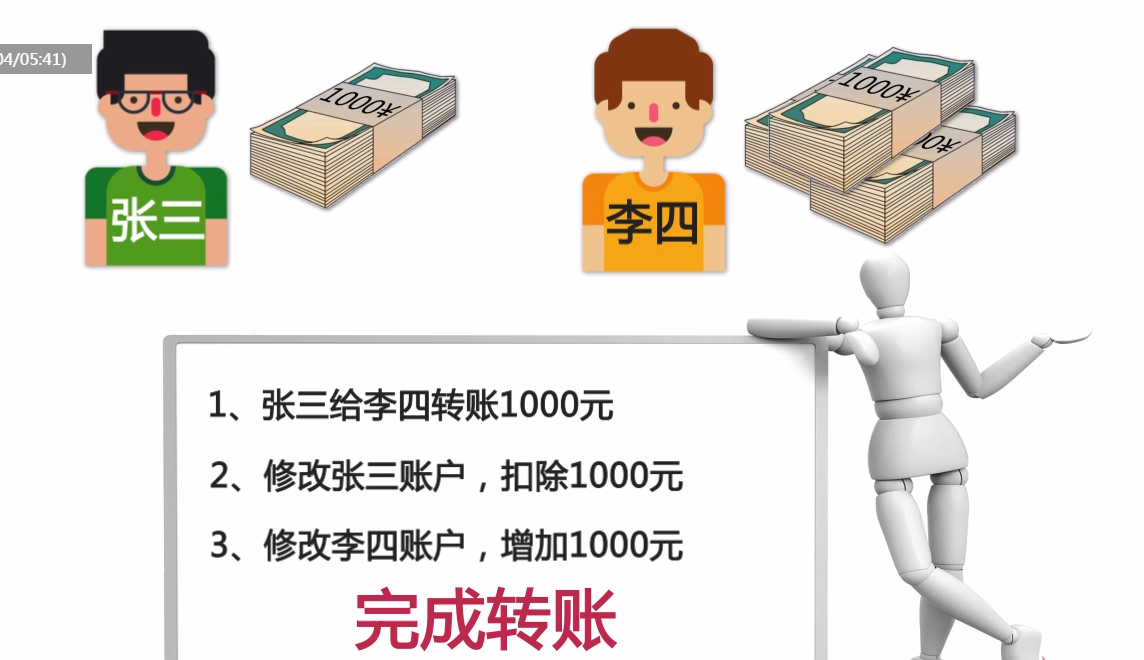 04/05:41)
张三
1000¥
李四
1000¥
00¥
1、张三给李四转账1000元
2、修改张三账户，扣除1000元
3、修改李四账户，增加1000元
完成转账